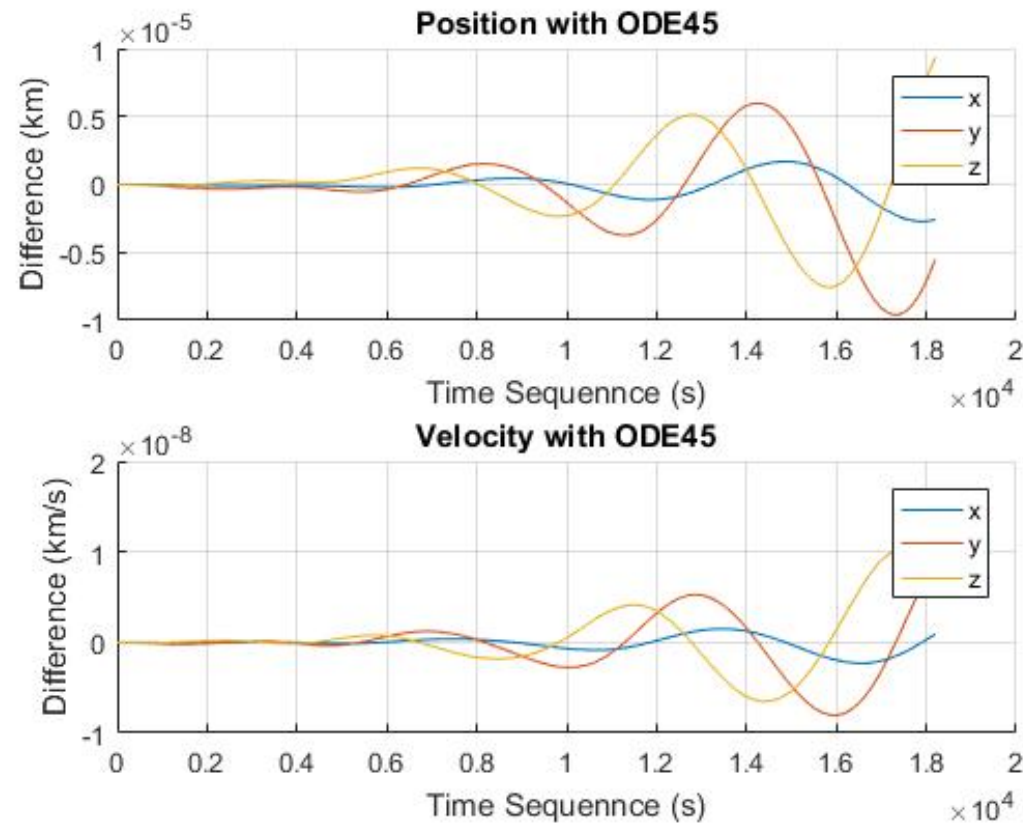 Position with ODE45
×10-5
1
0.5
0
-0.5
-1
Difference (km)
x
y
z
0 0.2 0.4 0.6 0.8 1 1.2 1.4 1.6 1.8 2
Time Sequennce (s)
×104
Velocity with ODE45
×10-8
2
1
0
-1
Difference (km/s)
x
y
z
0 0.2 0.4 0.6 0.8 1 1.2 1.4 1.6 1.8 2
Time Sequennce (s)
×104